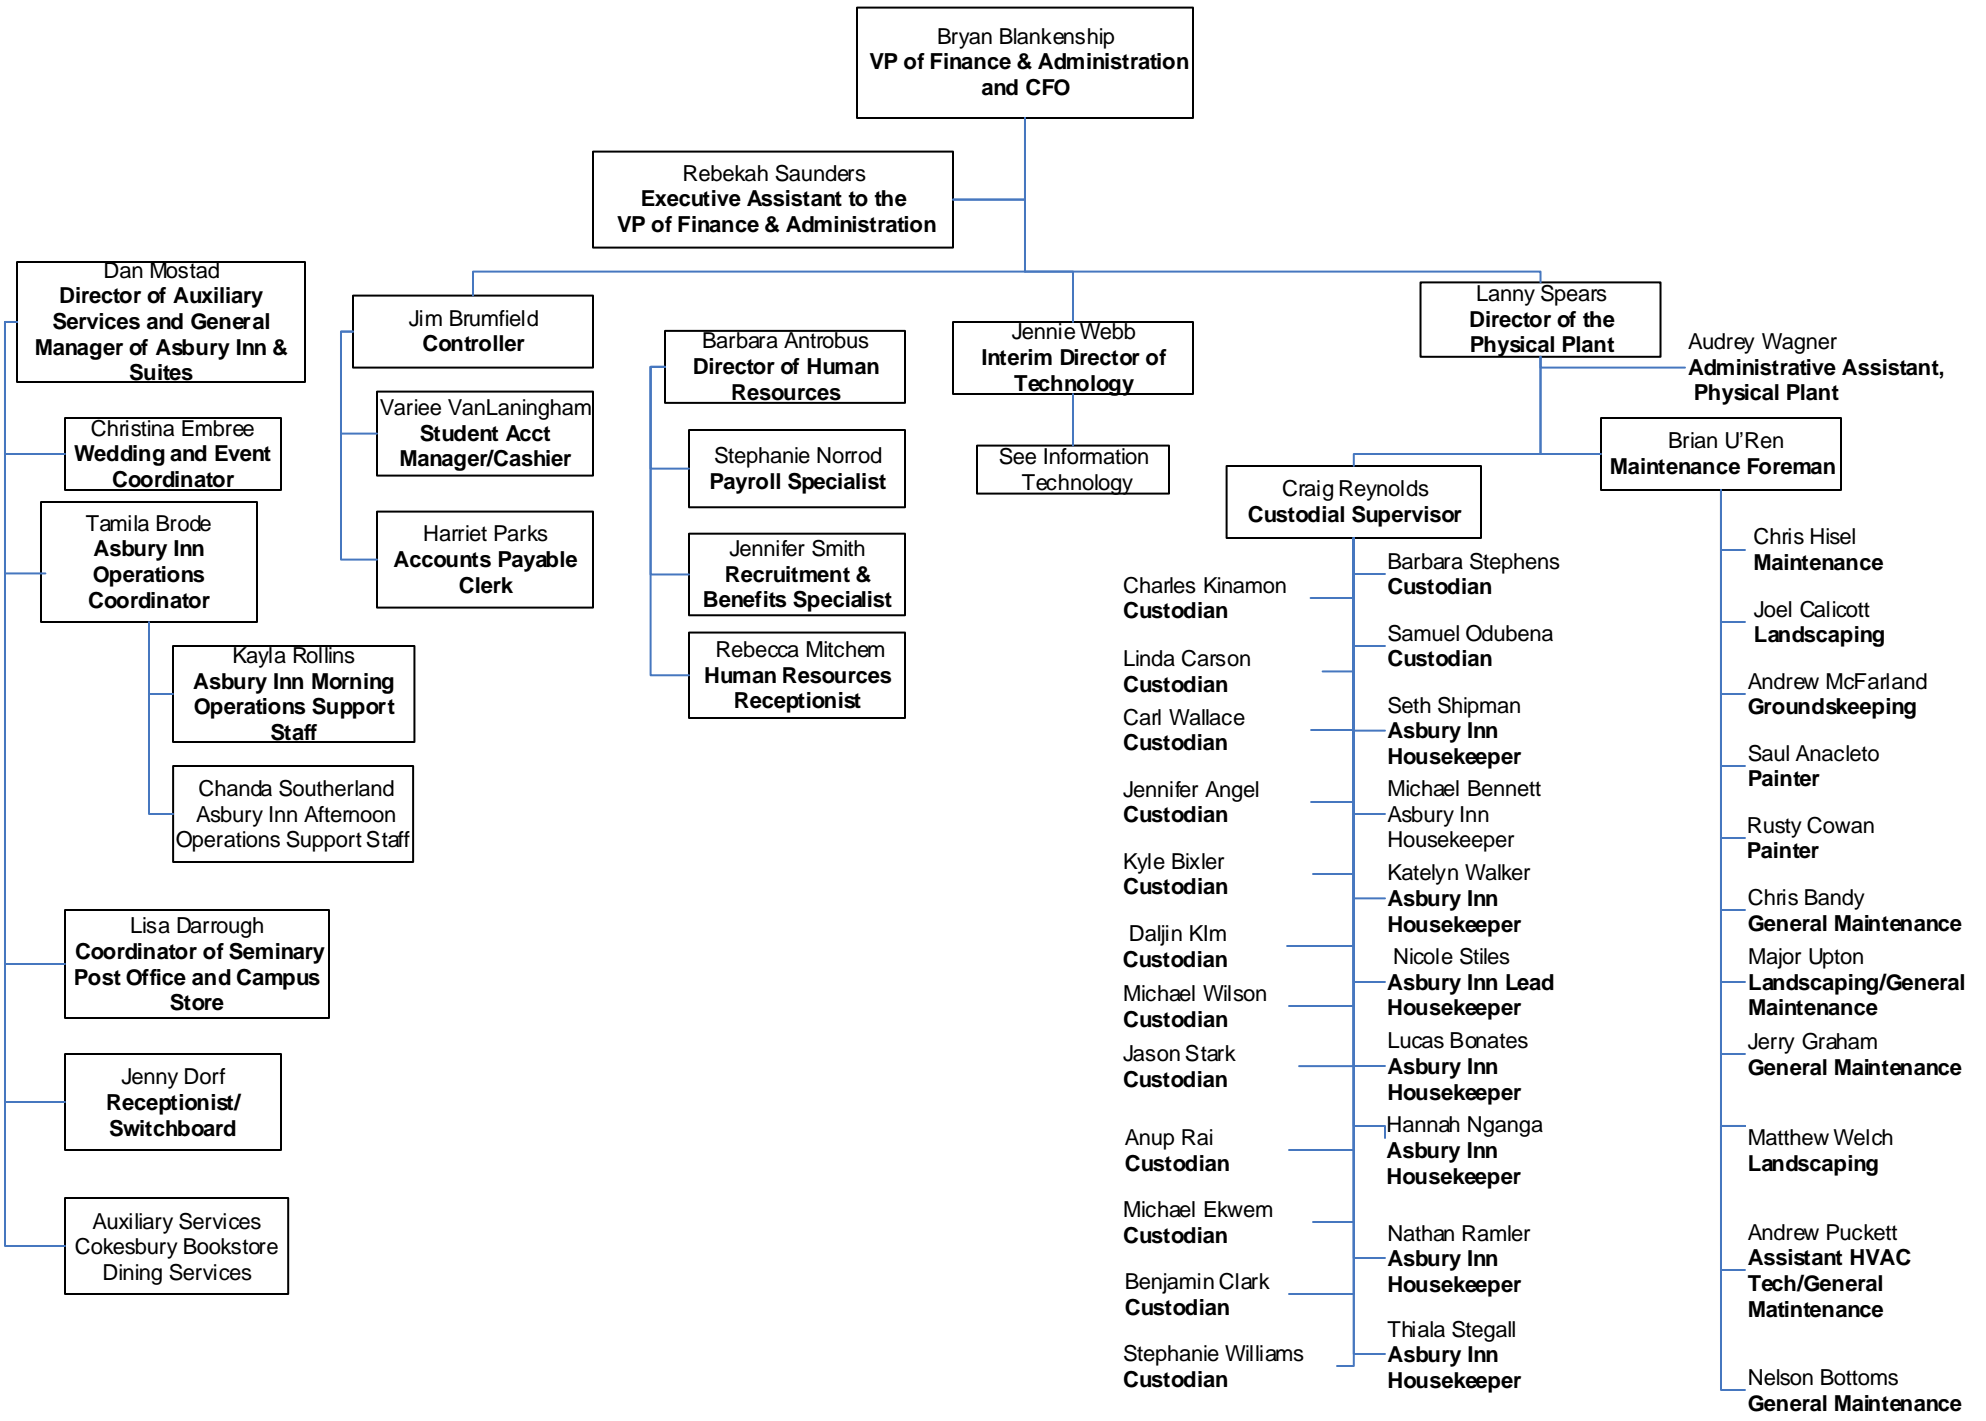 Bryan Blankenship
VP of Finance & Administration
and CFO
Rebekah Saunders
Executive Assistant to the
VP of Finance & Administration
Dan Mostad
Director of Auxiliary
Services and General
Manager of Asbury Inn &
Suites
Christina Embree
Wedding and Event
Coordinator
Tamila Brode
Asbury Inn
Operations
Coordinator
Kayla Rollins
Asbury Inn Morning
Operations Support
Staff
Chanda Southerland
Asbury Inn Afternoon
Operations Support Staff
Lisa Darrough
Coordinator of Seminary
Post Office and Campus
Store
Jenny Dorf
Receptionist/
Switchboard
Auxiliary Services
Cokesbury Bookstore
Dining Services
Jim Brumfield
Controller
Variee VanLaningham
Student Acct
Manager/Cashier
Harriet Parks
Accounts Payable
Clerk
Barbara Antrobus
Director of Human
Resources
Stephanie Norrod
Payroll Specialist
Jennifer Smith
Recruitment &
Benefits Specialist
Rebecca Mitchem
Human Resources
Receptionist
Jennie Webb
Interim Director of
Technology
See Information
Technology
Lanny Spears
Director of the
Physical Plant
Audrey Wagner
Administrative Assistant,
Physical Plant
Craig Reynolds
Custodial Supervisor
Charles Kinamon
Custodian
Linda Carson
Custodian
Carl Wallace
Custodian
Jennifer Angel
Custodian
Kyle Bixler
Custodian
Daljin KIm
Custodian
Michael Wilson
Custodian
Jason Stark
Custodian
Anup Rai
Custodian
Michael Ekwem
Custodian
Benjamin Clark
Custodian
Stephanie Williams
Custodian
Barbara Stephens
Custodian
Samuel Odubena
Custodian
Seth Shipman
Asbury Inn
Housekeeper
Michael Bennett
Asbury Inn
Housekeeper
Katelyn Walker
Asbury Inn
Housekeeper
Nicole Stiles
Asbury Inn Lead
Housekeeper
Lucas Bonates
Asbury Inn
Housekeeper
Hannah Nganga
Asbury Inn
Housekeeper
Nathan Ramler
Asbury Inn
Housekeeper
Thiala Stegall
Asbury Inn
Housekeeper
Brian U'Ren
Maintenance Foreman
Chris Hisel
Maintenance
Joel Calicott
Landscaping
Andrew McFarland
Groundskeeping
Saul Anacleto
Painter
Rusty Cowan
Painter
Chris Bandy
General Maintenance
Major Upton
Landscaping/General
Maintenance
Jerry Graham
General Maintenance
Matthew Welch
Landscaping
Andrew Puckett
Assistant HVAC
Tech/General
Matintenance
Nelson Bottoms
General Maintenance